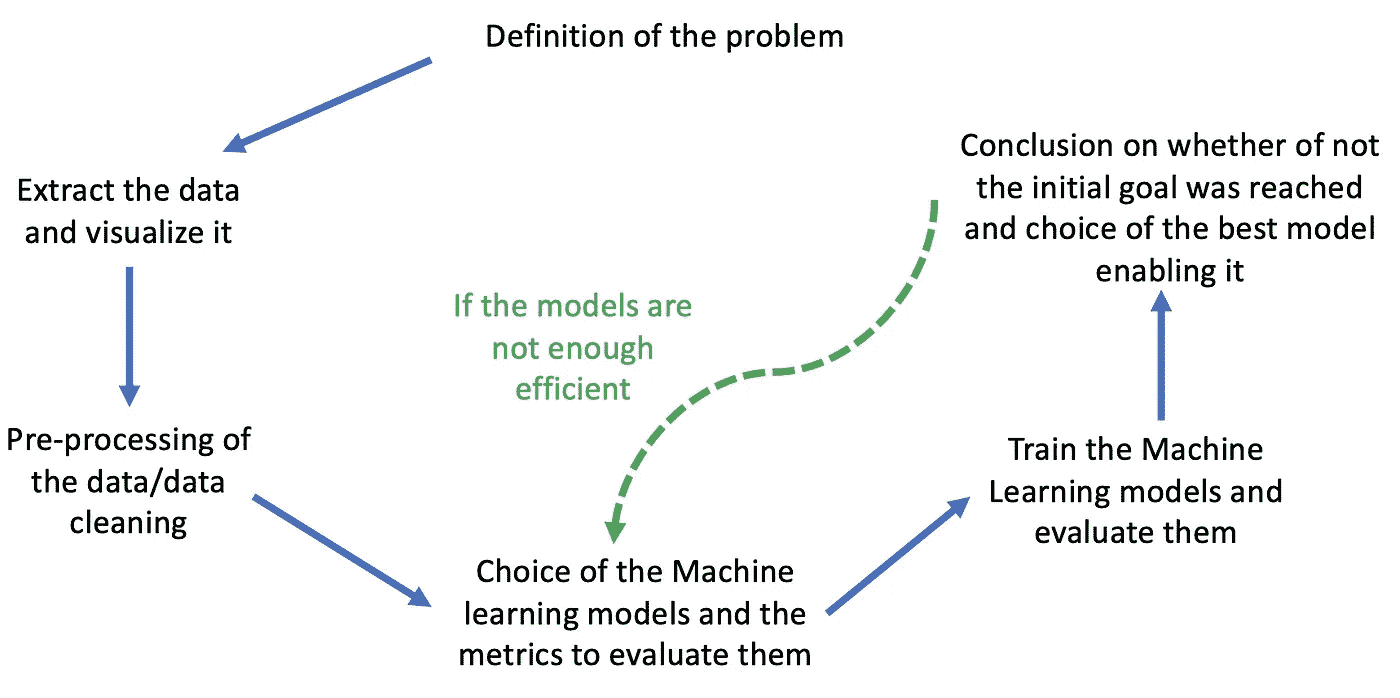 Definition of the problem
Extract the data
and visualize it
Pre-processing of
the data/data
cleaning
Choice of the Machine
learning models and the
metrics to evaluate them
Train the Machine
Learning models and
evaluate them
Conclusion on whether of not
the initial goal was reached
and choice of the best model
enabling it
If the models are
not enough
efficient